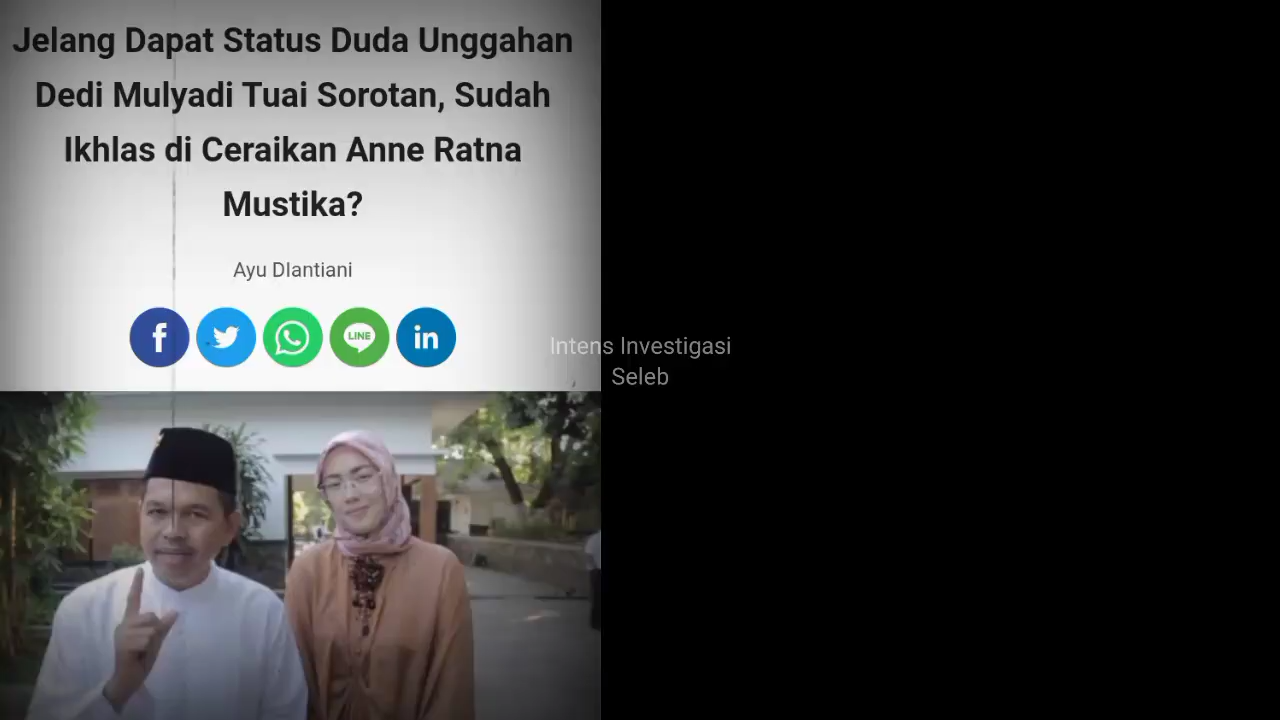 Jelang Dapat Status Duda Unggahan
Dedi Mulyadi Tuai Sorotan, Sudah
Ikhlas di Ceraikan Anne Ratna
Mustika?
Ayu DIantiani
f
LINE
in
Intens Investigasi
Seleb